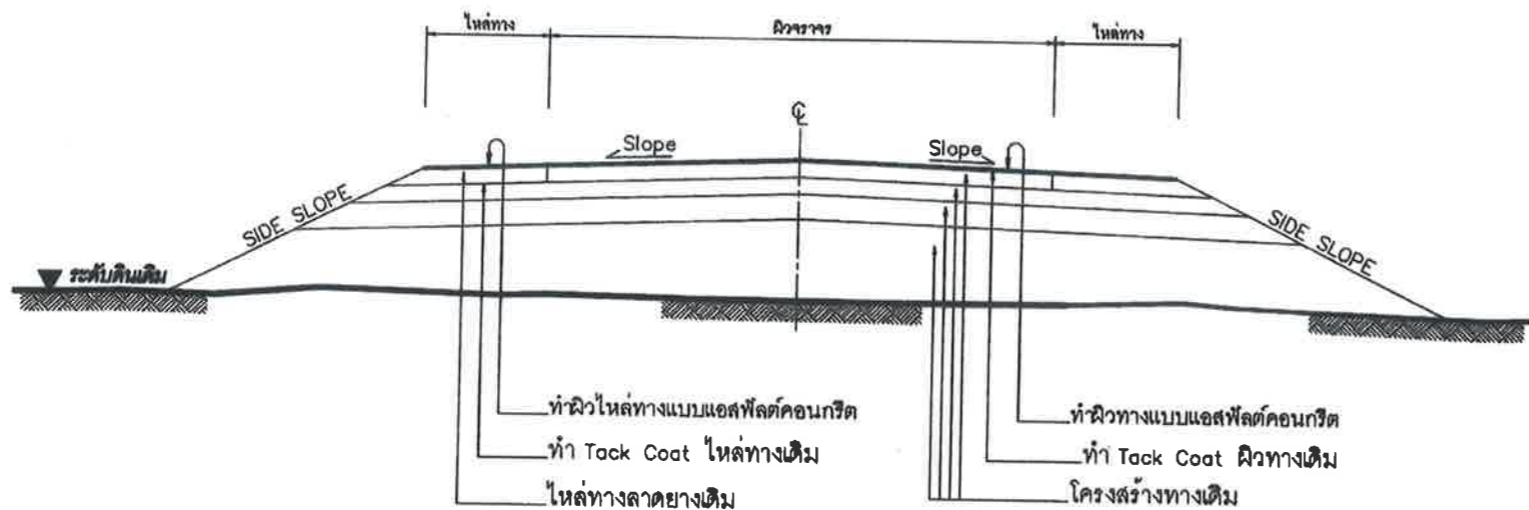 ไหล่ทาง
ผิวจราจร
ไหล่ทาง
℄
Slope
Slope
SIDE SLOPE
SIDE SLOPE
ระดับดินเดิม
ทำผิวไหล่ทางแบบแอสฟัลต์คอนกรีต
ทำผิวทางแบบแอสฟัลต์คอนกรีต
ทำ Tack Coat ไหล่ทางเดิม
ทำ Tack Coat ผิวทางเดิม
ไหล่ทางลาดยางเดิม
โครงสร้างทางเดิม